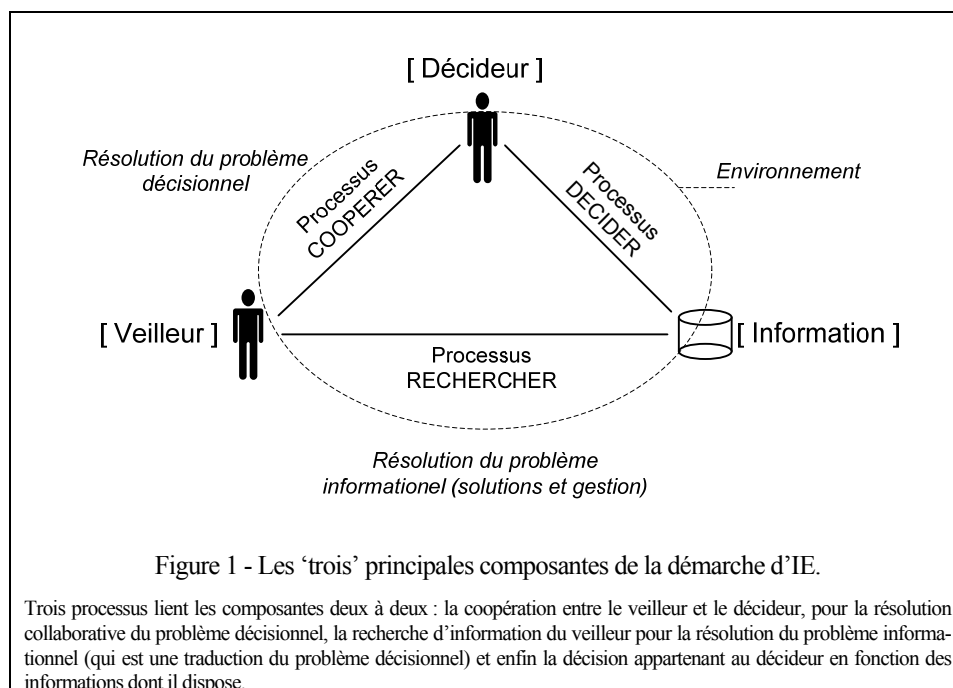 [ Décideur ]
Résolution du problème
décisionnel
Environnement
Processus
COOPERER
Processus
DECIDER
[ Veilleur ]
[ Information ]
Processus
RECHERCHER
Résolution du problème
informationel (solutions et gestion)
Figure 1 - Les ‘trois’ principales composantes de la démarche d’IE.
Trois processus lient les composantes deux à deux : la coopération entre le veilleur et le décideur, pour la résolution
collaborative du problème décisionnel, la recherche d’information du veilleur pour la résolution du problème informa-
tionnel (qui est une traduction du problème décisionnel) et enfin la décision appartenant au décideur en fonction des
informations dont il dispose.